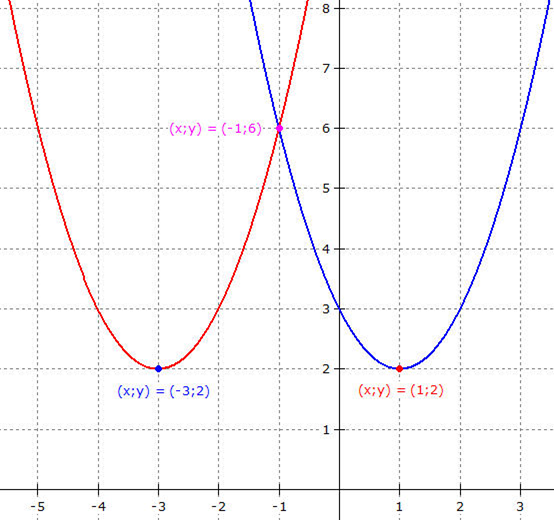 8
7
(x;y) = (-1;6)
6
5
4
3
2
(x;y) = (-3;2)
(x;y) = (1;2)
1
-5 -4 -3 -2 -1 1 2 3